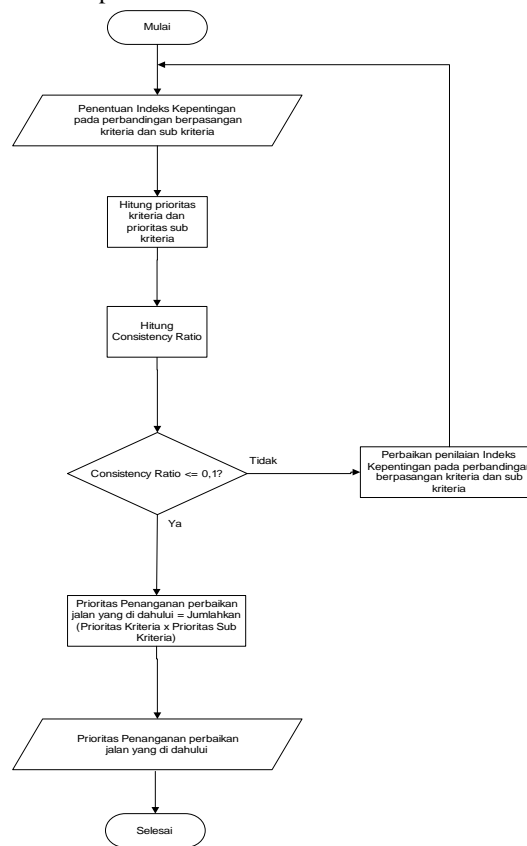 Mulai
Penentuan Indeks Kepentingan
pada perbandingan berpasangan
kriteria dan sub kriteria
Hitung prioritas
kriteria dan
prioritas sub
kriteria
Hitung
Consistency Ratio
Consistency Ratio <= 0,1?
Tidak
Perbaikan penilaian Indeks
Kepentingan pada perbandingan
berpasangan kriteria dan sub
kriteria
Ya
Prioritas Penanganan perbaikan
jalan yang di dahului = Jumlahkan
(Prioritas Kriteria x Prioritas Sub
Kriteria)
Prioritas Penanganan perbaikan
jalan yang di dahului
Selesai